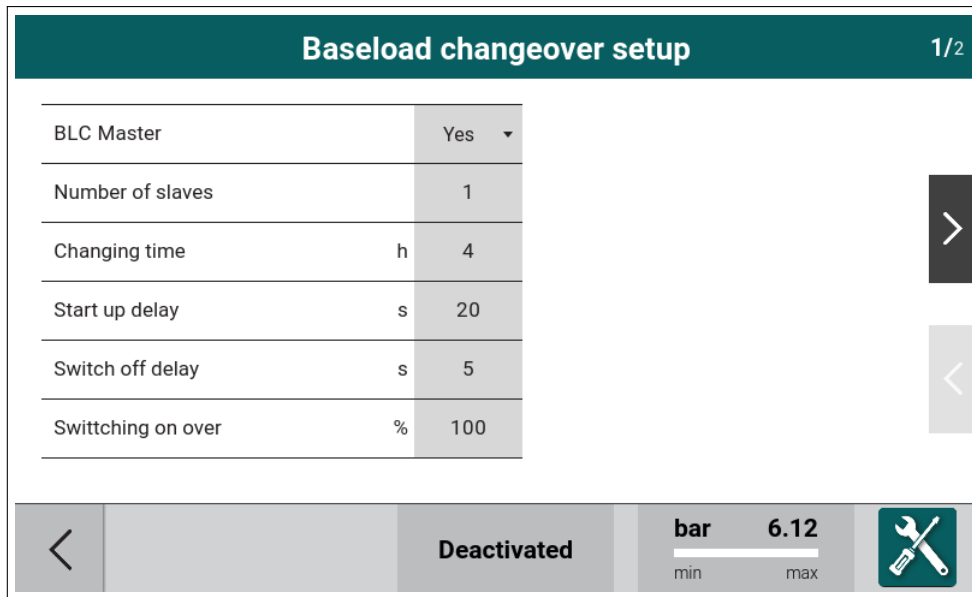 Baseload changeover setup 1/2
BLC Master Yes
Number of slaves 1
Changing time h 4
Start up delay s 20
Switch off delay s 5
Swittching on over % 100
Deactivated
bar 6.12
min max